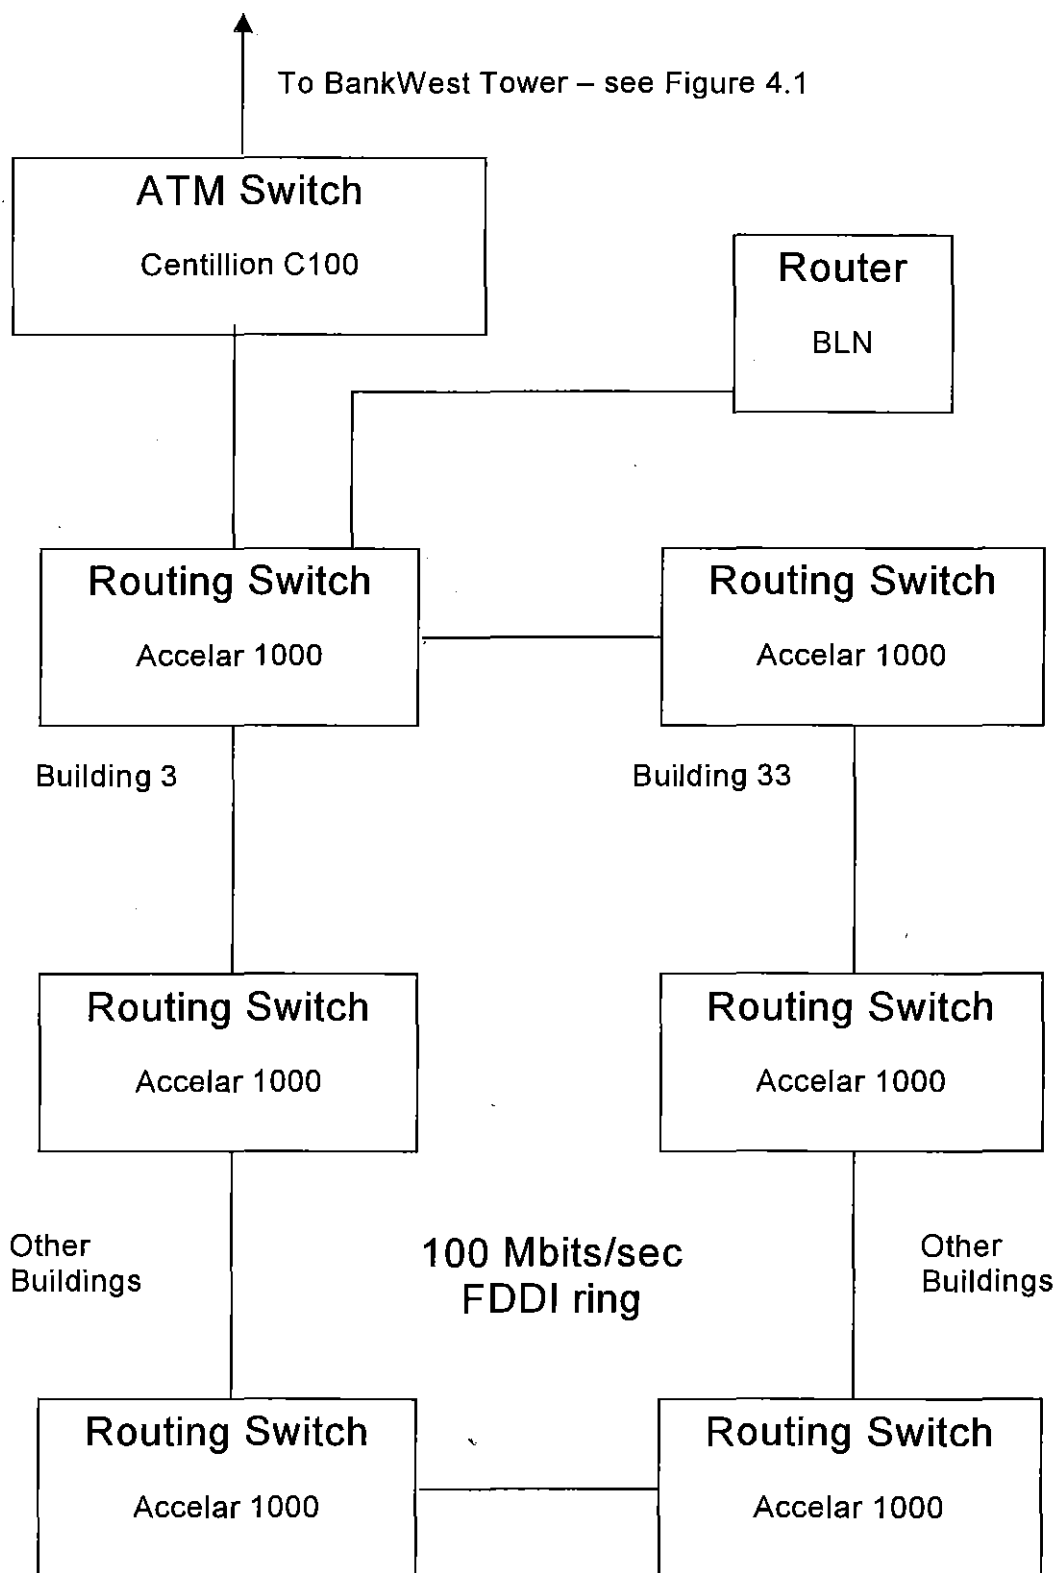 To BankWest Tower – see Figure 4.1
ATM Switch
Centillion C100
Router
BLN
Routing Switch
Accelar 1000
Routing Switch
Accelar 1000
Building 3
Building 33
Routing Switch
Accelar 1000
Routing Switch
Accelar 1000
Other
Buildings
100 Mbits/sec
FDDI ring
Other
Buildings
Routing Switch
Accelar 1000
Routing Switch
Accelar 1000